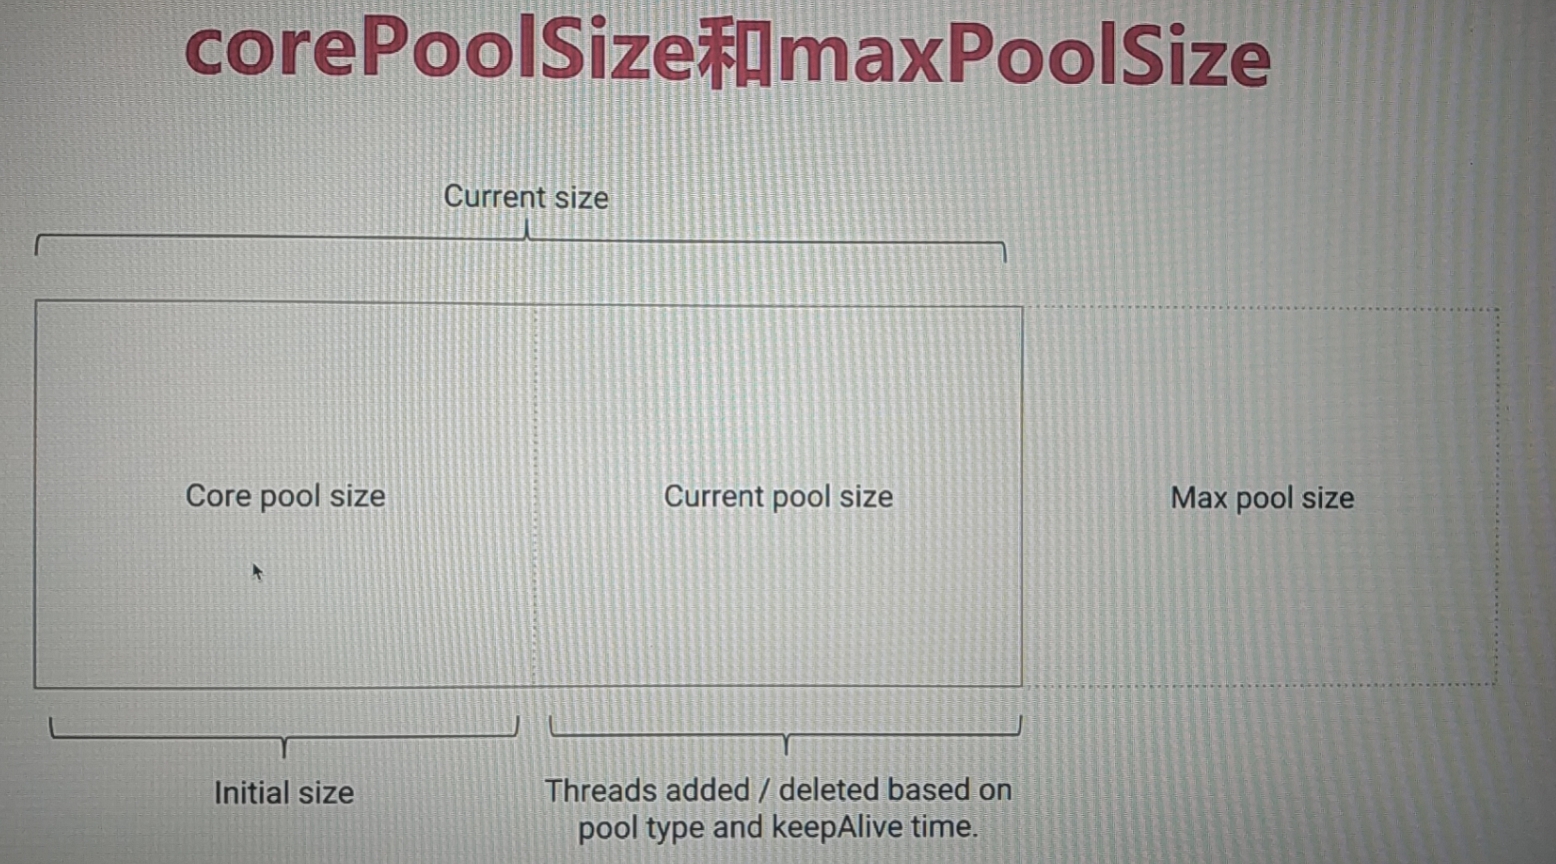 corePoolSize和maxPoolSize
Current size
Core pool size
Current pool size
Max pool size
Initial size
Threads added / deleted based on
pool type and keepAlive time.